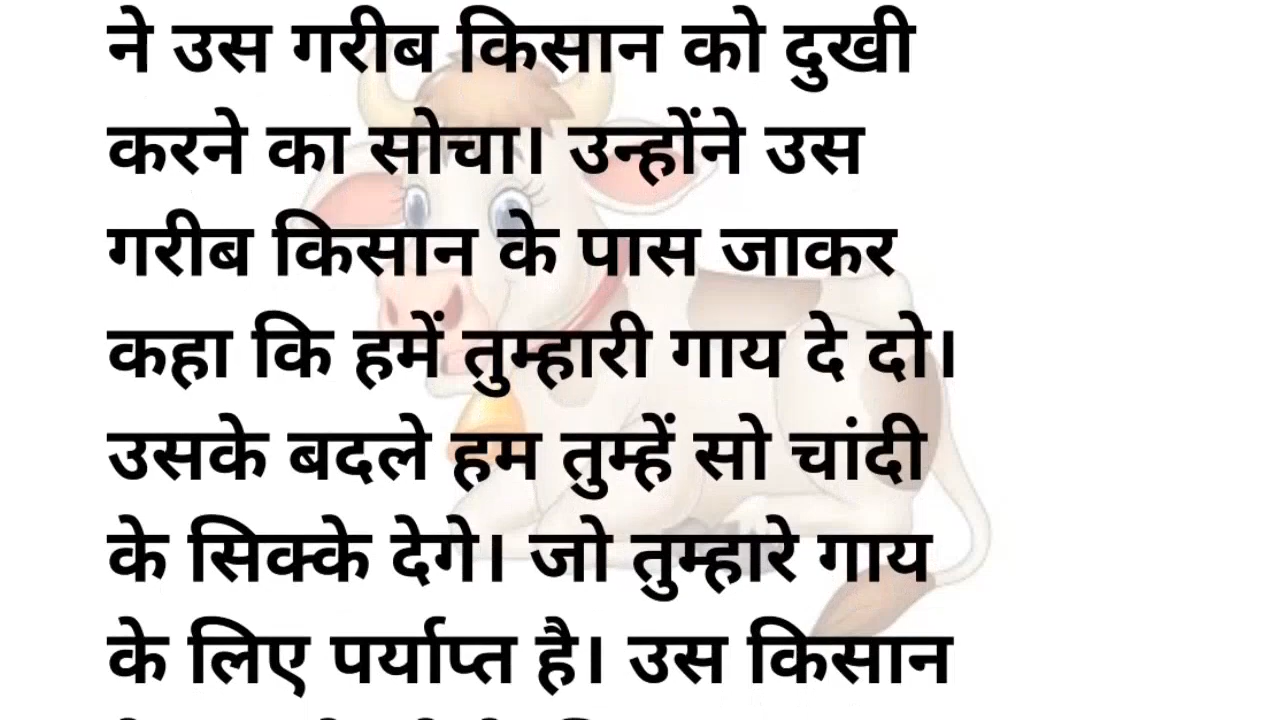 ने उस गरीब किसान को दुखी
करने का सोचा। उन्होंने उस
गरीब किसान के पास जाकर
कहा कि हमें तुम्हारी गाय दे दो।
उसके बदले हम तुम्हें सो चांदी
के सिक्के देगे। जो तुम्हारे गाय
के लिए पर्याप्त है। उस किसान